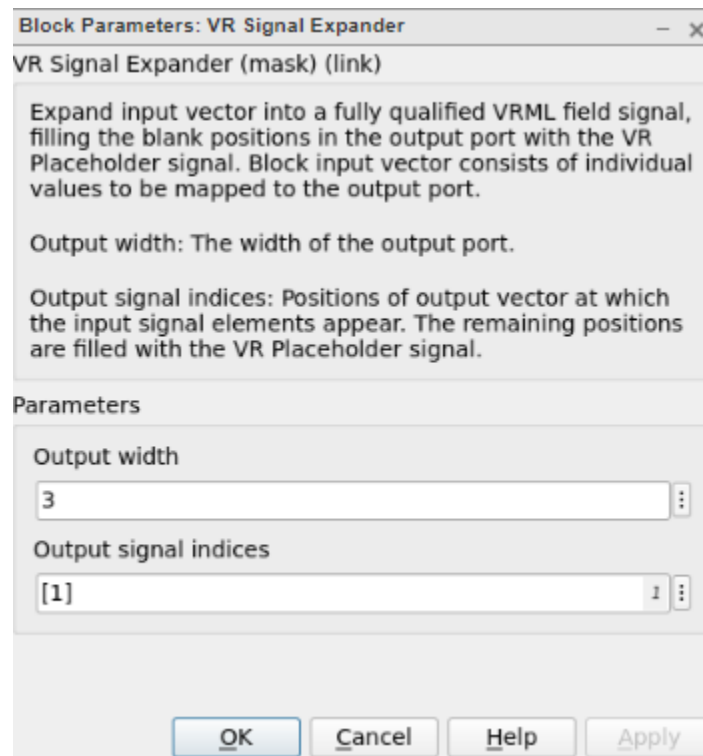 Block Parameters: VR Signal Expander
VR Signal Expander (mask) (link)
Expand input vector into a fully qualified VRML field signal,
filling the blank positions in the output port with the VR
Placeholder signal. Block input vector consists of individual
values to be mapped to the output port.
Output width: The width of the output port.
Output signal indices: Positions of output vector at which
the input signal elements appear. The remaining positions
are filled with the VR Placeholder signal.
Parameters
Output width
3
Output signal indices
[1] 1
OK Cancel Help Apply